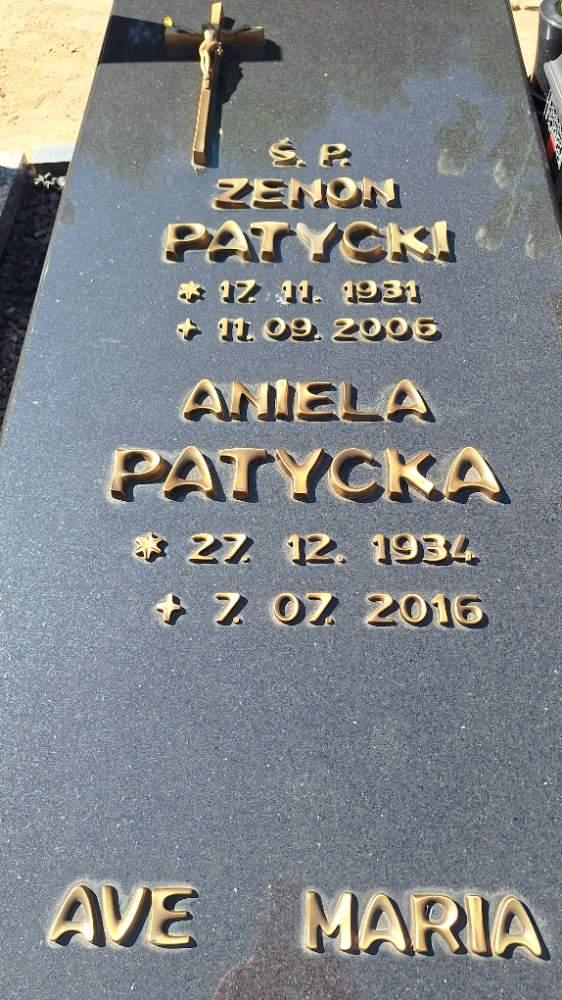 Ś. P.
ZENON
PATYCKI
* 17. 11. 1931
+ 11. 09. 2006
ANIELA
PATYCKA
* 27. 12. 1934
+ 7. 07. 2016
AVE MARIA